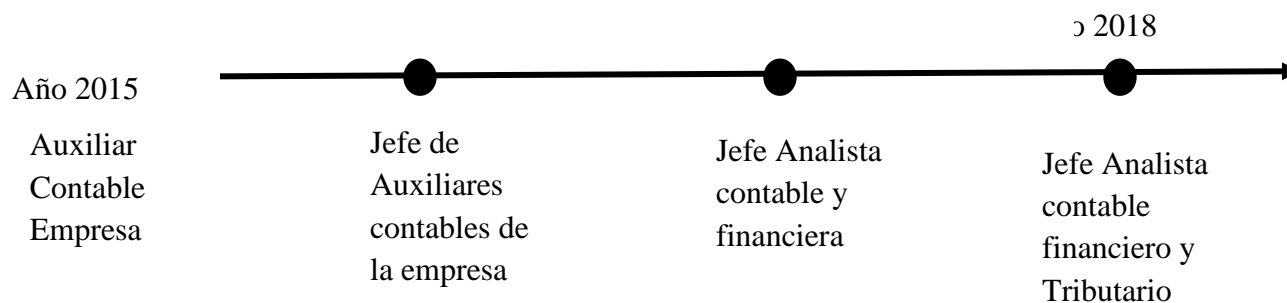 2018
Año 2015
Auxiliar
Contable
Empresa
Jefe de
Auxiliares
contables de
la empresa
Jefe Analista
contable y
financiera
Jefe Analista
contable
financiero y
Tributario